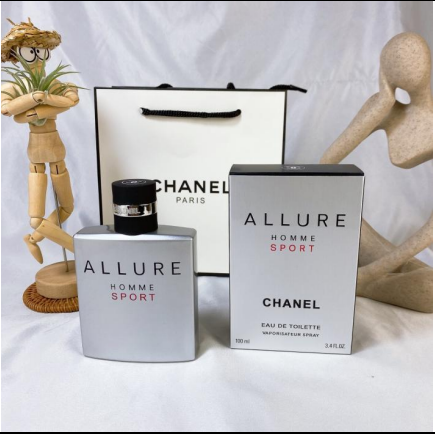 CHANEL
PARIS
ALLURE
HOMME
SPORT
ALLURE
HOMME
SPORT
CHANEL
EAU DE TOILETTE
VAPORISATEUR SPRAY
100 ml
3.4 FL. OZ.